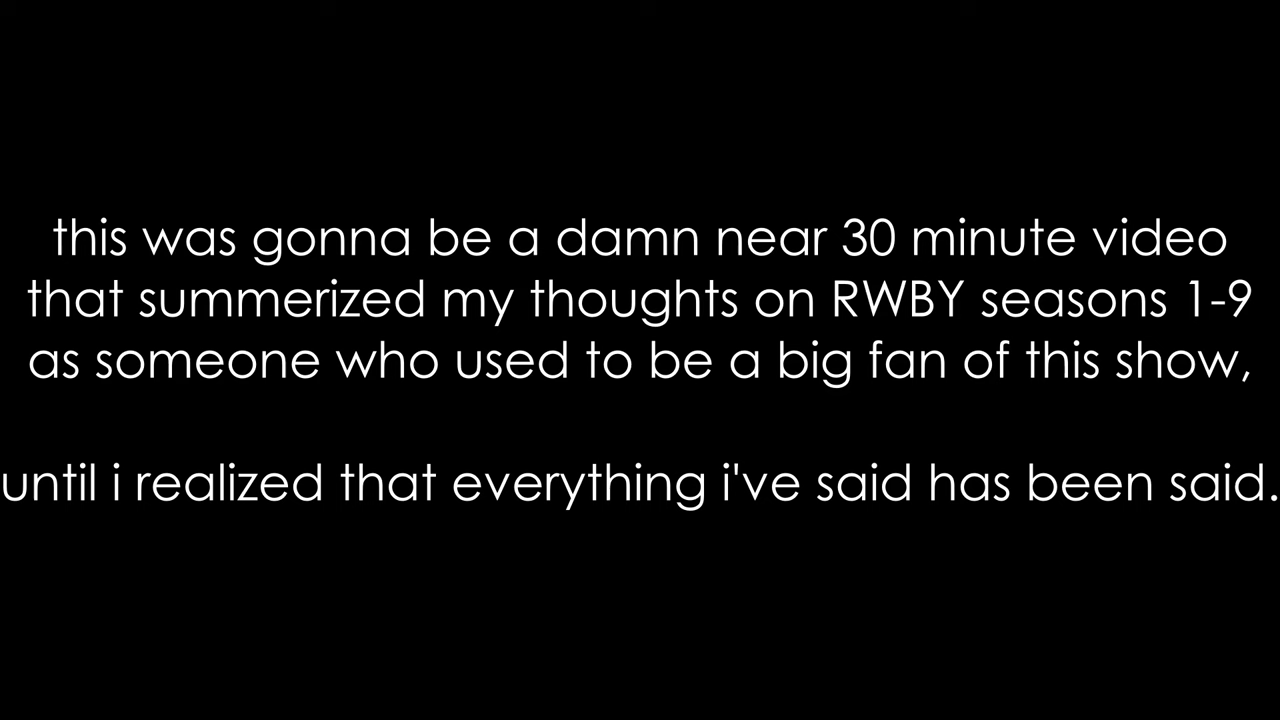 this was gonna be a damn near 30 minute video
that summerized my thoughts on RWBY seasons 1-9
as someone who used to be a big fan of this show,
until i realized that everything i've said has been said.